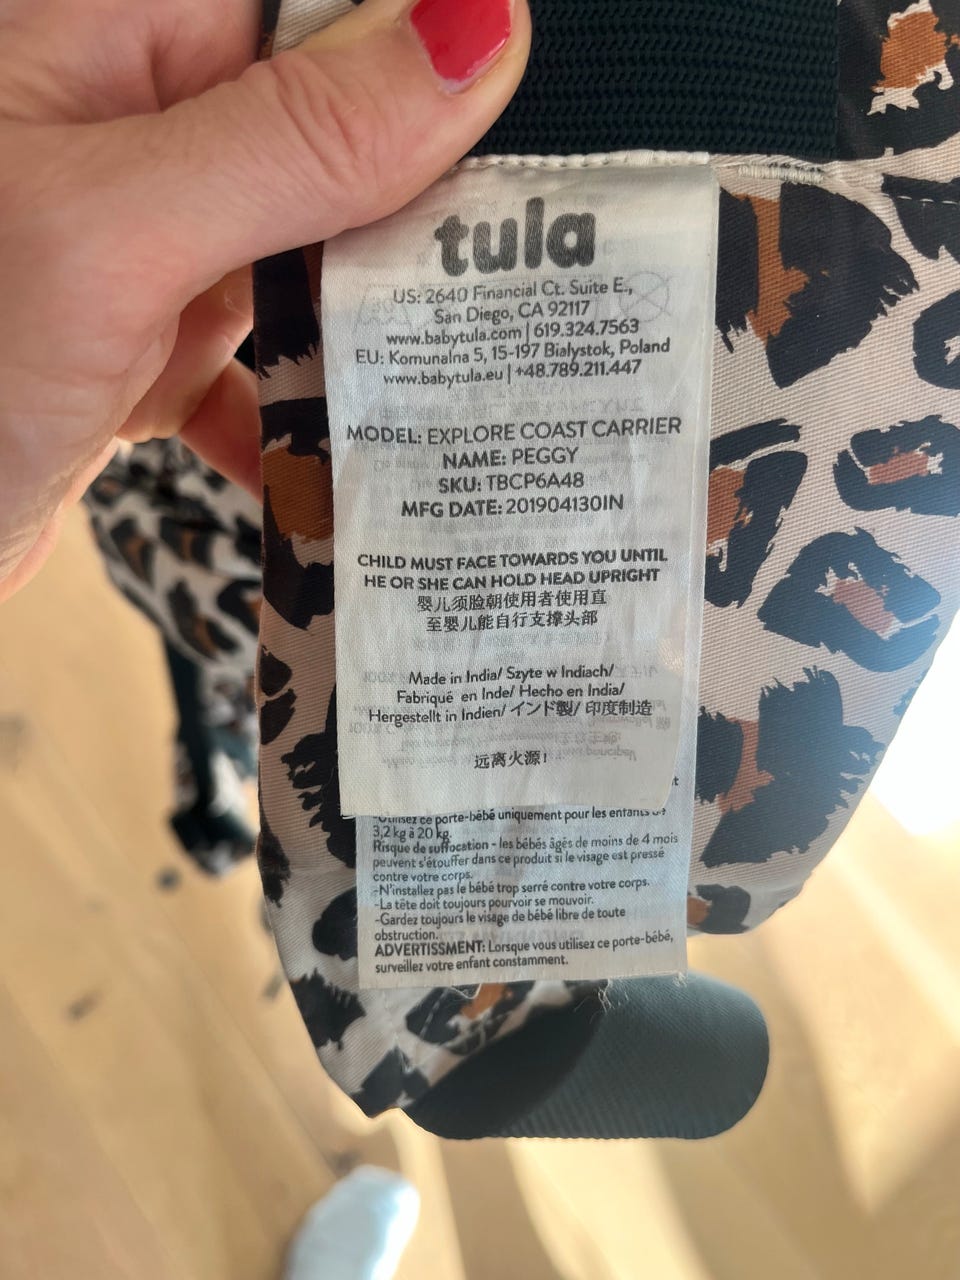 tula
US: 2640 Financial Ct. Suite E.,
San Diego, CA 92117
www.babytula.com | 619.324.7563
EU: Komunalna 5, 15-197 Białystok, Poland
www.babytula.eu | +48.789.211.447
MODEL: EXPLORE COAST CARRIER
NAME: PEGGY
SKU: TBCP6A48
MFG DATE: 201904130IN
CHILD MUST FACE TOWARDS YOU UNTIL
HE OR SHE CAN HOLD HEAD UPRIGHT
婴儿须脸朝使用者使用直
至婴儿能自行支撑头部
Made in India/ Szyte w Indiach/
Fabriqué en Inde/ Hecho en India/
Hergestellt in Indien/ インド製/ 印度制造
远离火源!
-Utilisez ce porte-bébé uniquement pour les enfants
3,2 kg à 20 kg.
Risque de suffocation - les bébés âgés de moins de 4 mois
peuvent s'étouffer dans ce produit si le visage est pressé
contre votre corps.
-N'installez pas le bébé trop serré contre votre corps.
-La tête doit toujours pourvoir se mouvoir.
-Gardez toujours le visage de bébé libre de toute
obstruction.
ADVERTISSMENT: Lorsque vous utilisez ce porte-bébé,
surveillez votre enfant constamment.